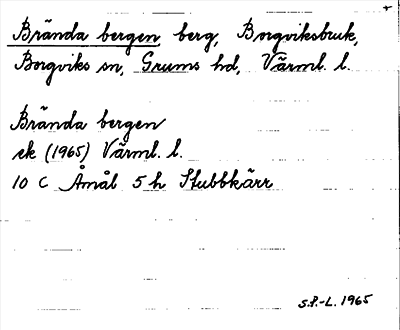 Brända bergen, berg, Borgviksbruk,
Borgviks sn, Grums hd, Värml. l.
Brända bergen
ek (1965) Värml. l.
10 C Åmål 5 h Stubbkärr
S.P.-L. 1965